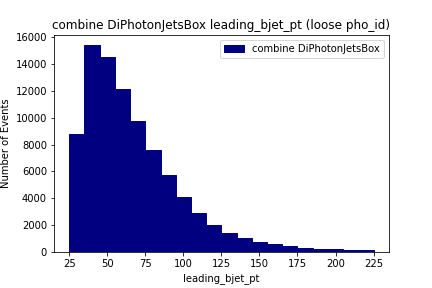 combine DiPhotonJetsBox leading_bjet_pt (loose pho_id)
combine DiPhotonJetsBox
Number of Events
16000
14000
12000
10000
8000
6000
4000
2000
0
25 50 75 100 125 150 175 200 225
leading_bjet_pt